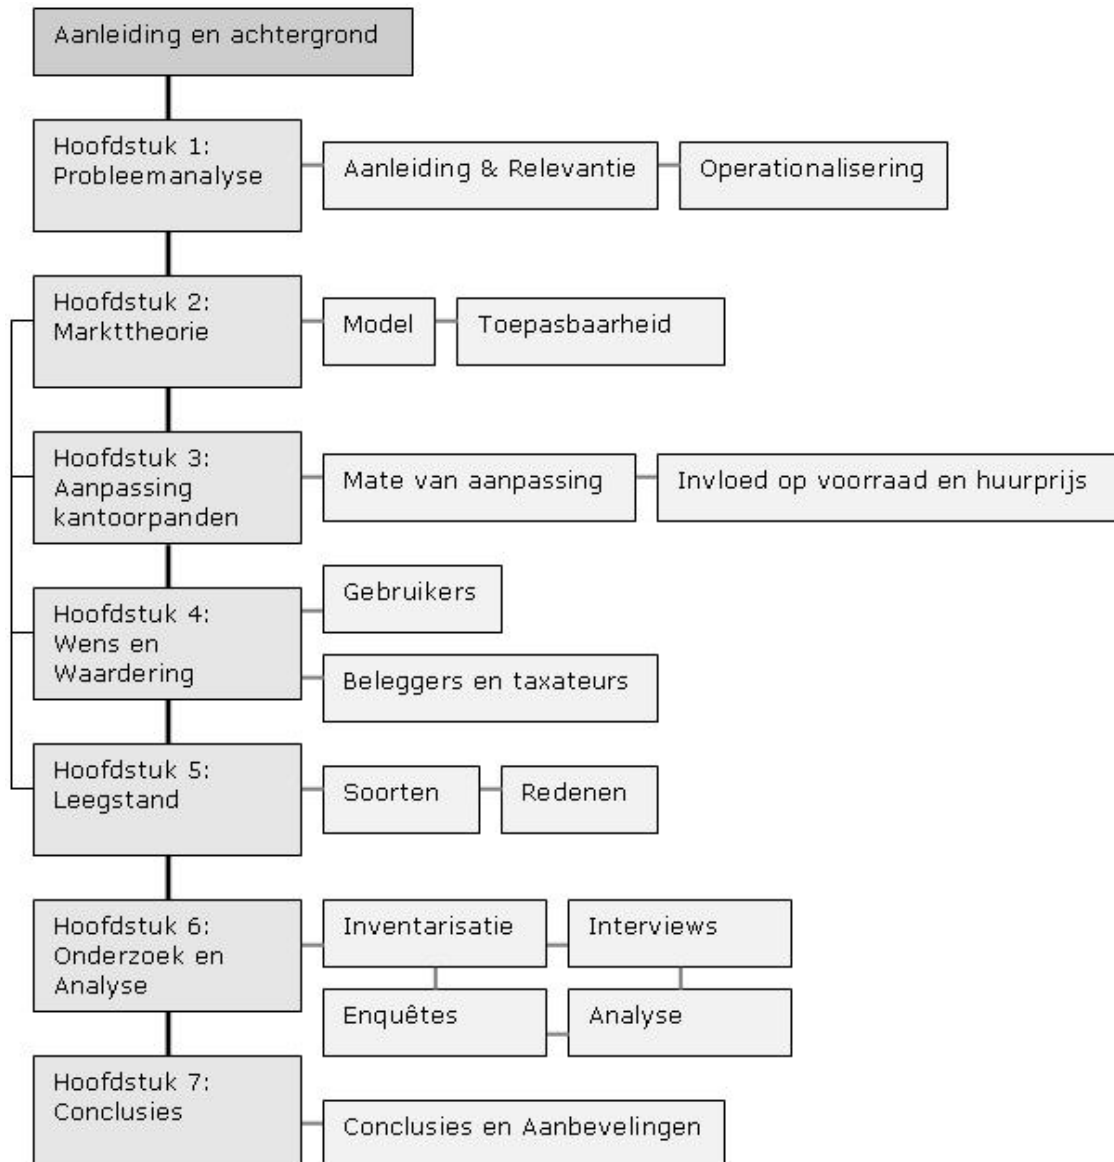 Aanleiding en achtergrond
Hoofdstuk 1:
Probleemanalyse
Aanleiding & Relevantie
Operationalisering
Hoofdstuk 2:
Markttheorie
Model
Toepasbaarheid
Hoofdstuk 3:
Aanpassing
kantoorpanden
Mate van aanpassing
Invloed op voorraad en huurprijs
Hoofdstuk 4:
Wens en
Waardering
Gebruikers
Beleggers en taxateurs
Hoofdstuk 5:
Leegstand
Soorten
Redenen
Hoofdstuk 6:
Onderzoek en
Analyse
Inventarisatie
Interviews
Enquêtes
Analyse
Hoofdstuk 7:
Conclusies
Conclusies en Aanbevelingen